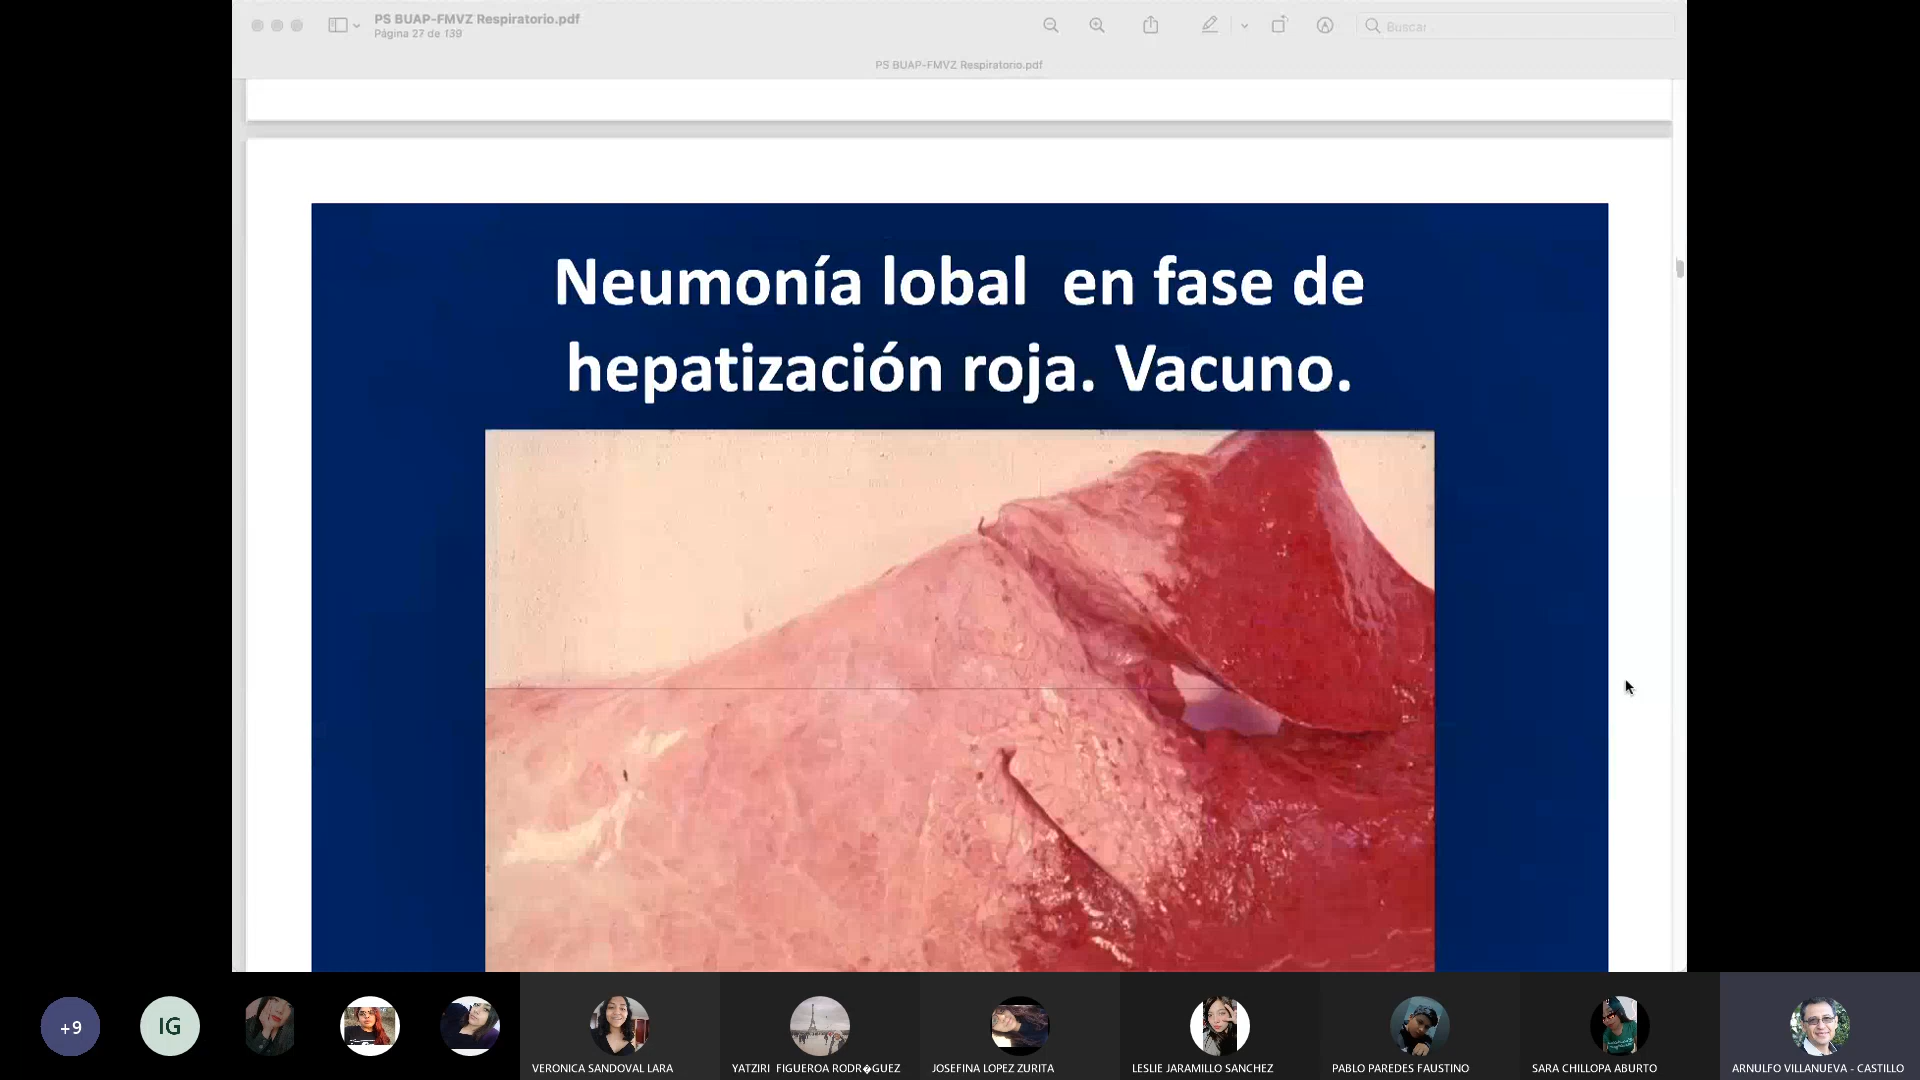 PS BUAP-FMVZ Respiratorio.pdf
Página 27 de 139
Buscar
PS BUAP-FMVZ Respiratorio.pdf
Neumonía lobal en fase de
hepatización roja. Vacuno.
+9
IG
VERONICA SANDOVAL LARA
YATZIRI FIGUEROA RODR�GUEZ
JOSEFINA LOPEZ ZURITA
LESLIE JARAMILLO SANCHEZ
PABLO PAREDES FAUSTINO
SARA CHILLOPA ABURTO
ARNULFO VILLANUEVA - CASTILLO